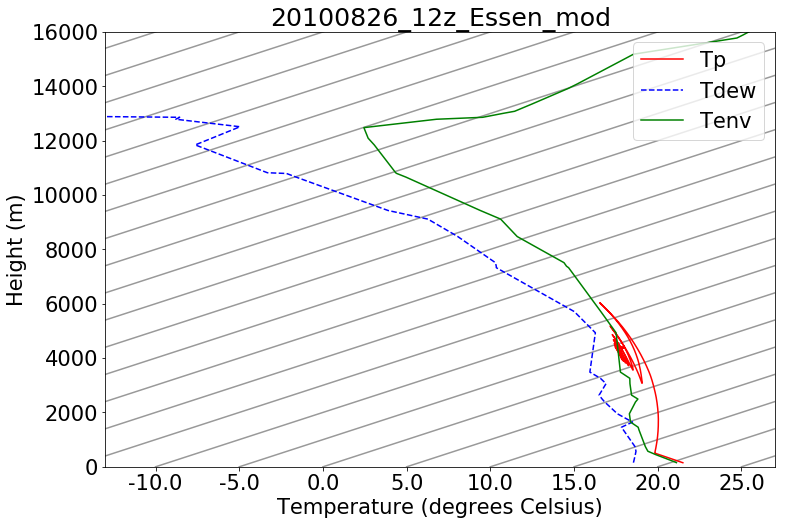 20100826_12z_Essen_mod
16000
14000
12000
10000
8000
6000
4000
2000
0
Height (m)
Tp
Tdew
Tenv
-10.0 -5.0 0.0 5.0 10.0 15.0 20.0 25.0
Temperature (degrees Celsius)